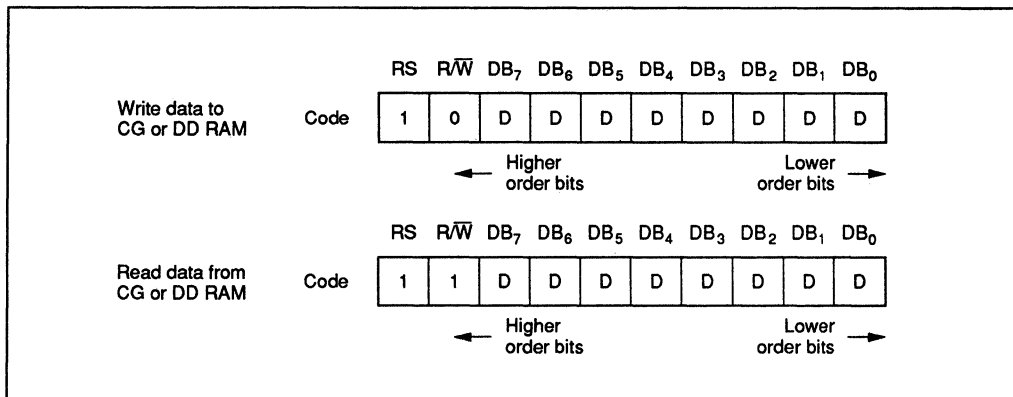 RS R/W̅ DB₇ DB₆ DB₅ DB₄ DB₃ DB₂ DB₁ DB₀
Write data to
CG or DD RAM
Code 1 0 D D D D D D D D
Higher
order bits
Lower
order bits
RS R/W̅ DB₇ DB₆ DB₅ DB₄ DB₃ DB₂ DB₁ DB₀
Read data from
CG or DD RAM
Code 1 1 D D D D D D D D
Higher
order bits
Lower
order bits